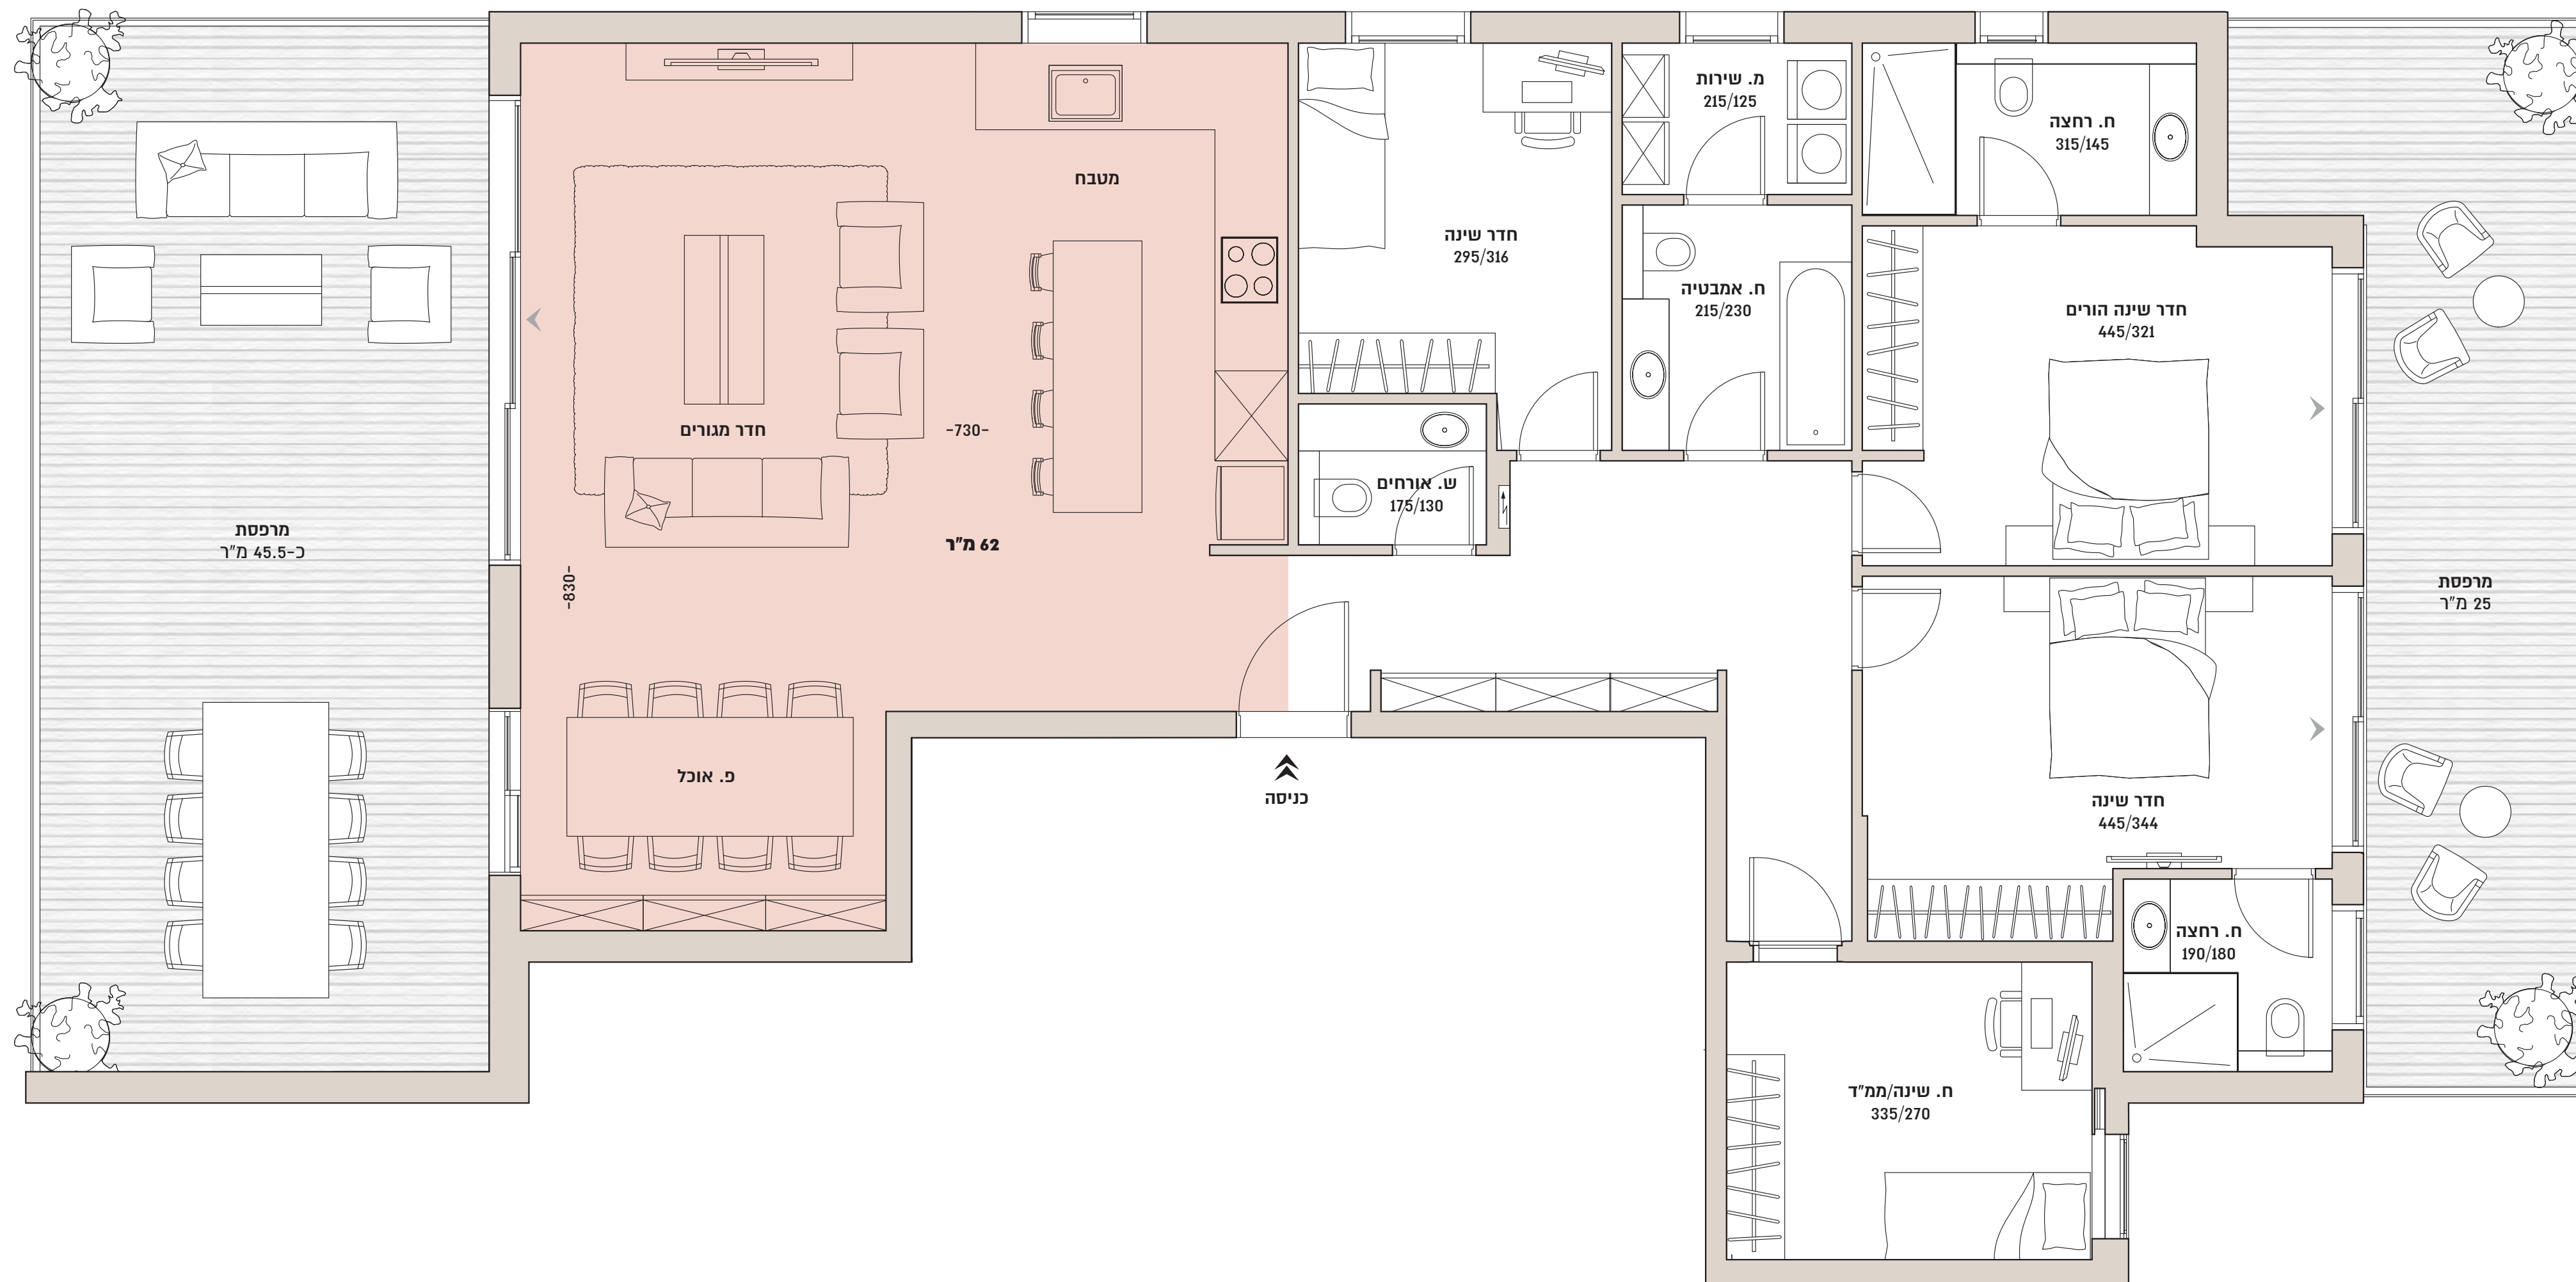 מ. שירות
215/125
ח. רחצה
315/145
מטבח
חדר שינה
295/316
ח. אמבטיה
215/230
חדר שינה הורים
445/321
חדר מגורים
-730-
ש. אורחים
175/130
מרפסת
כ-45.5 מ"ר
62 מ"ר
-830-
מרפסת
25 מ"ר
פ. אוכל
כניסה
חדר שינה
445/344
ח. רחצה
190/180
ח. שינה/ממ"ד
335/270